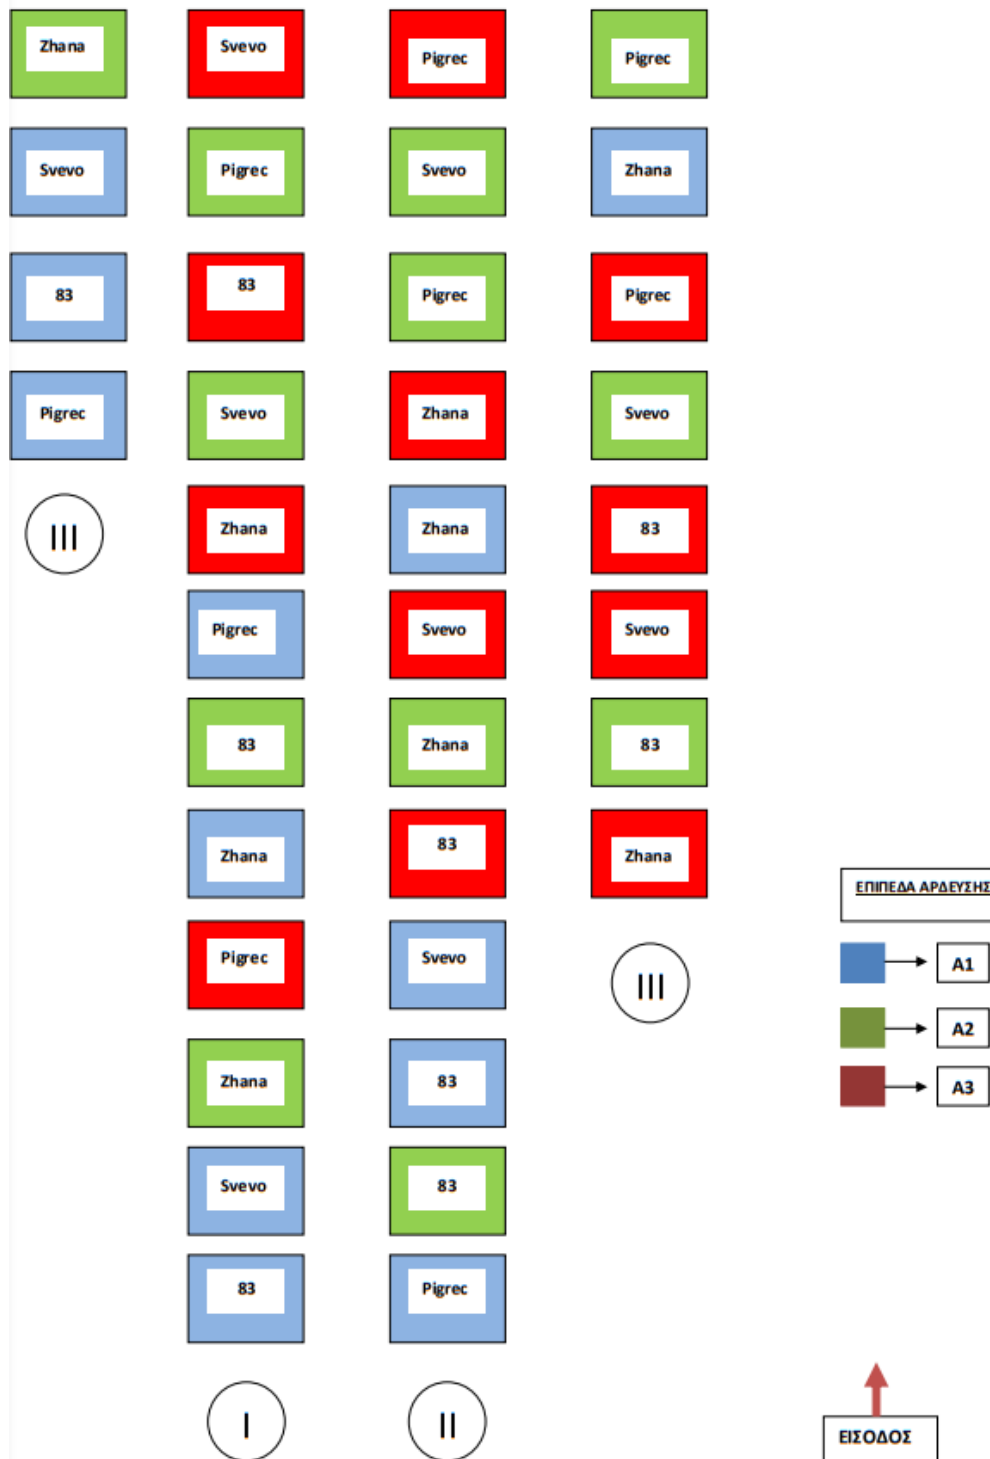 Zhana
Svevo
Pigrec
Pigrec
Svevo
Pigrec
Svevo
Zhana
83
83
Pigrec
Pigrec
Pigrec
Svevo
Zhana
Svevo
III
Zhana
Zhana
83
Pigrec
Svevo
Svevo
83
Zhana
83
Zhana
83
Zhana
ΕΠΙΠΕΔΑ ΑΡΔΕΥΣΗΣ
Pigrec
Svevo
III
A1
A2
Zhana
83
A3
Svevo
83
83
Pigrec
I
II
ΕΙΣΟΔΟΣ